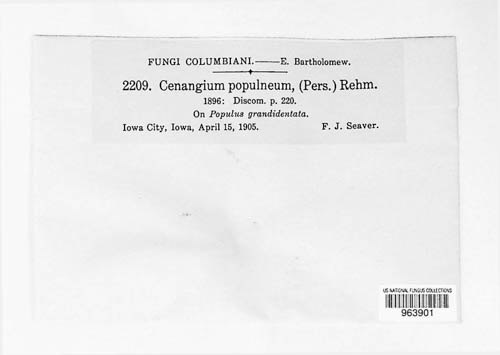 FUNGI COLUMBIANI.——E. Bartholomew.
2209. Cenangium populneum, (Pers.) Rehm.
1896: Discom. p. 220.
On Populus grandidentata.
Iowa City, Iowa, April 15, 1905. F. J. Seaver.
US NATIONAL FUNGUS COLLECTIONS
963901